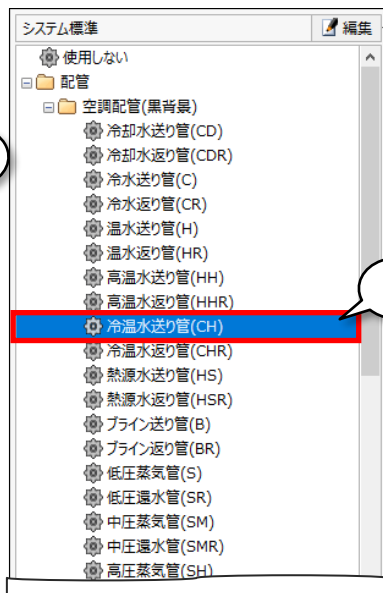 システム標準 編集
使用しない
配管
空調配管(黒背景)
冷却水送り管(CD)
冷却水返り管(CDR)
冷水送り管(C)
冷水返り管(CR)
温水送り管(H)
温水返り管(HR)
高温水送り管(HH)
高温水返り管(HHR)
冷温水送り管(CH)
冷温水返り管(CHR)
熱源水送り管(HS)
熱源水返り管(HSR)
ブライン送り管(B)
ブライン返り管(BR)
低圧蒸気管(S)
低圧還水管(SR)
中圧蒸気管(SM)
中圧還水管(SMR)
高圧蒸気管(SH)